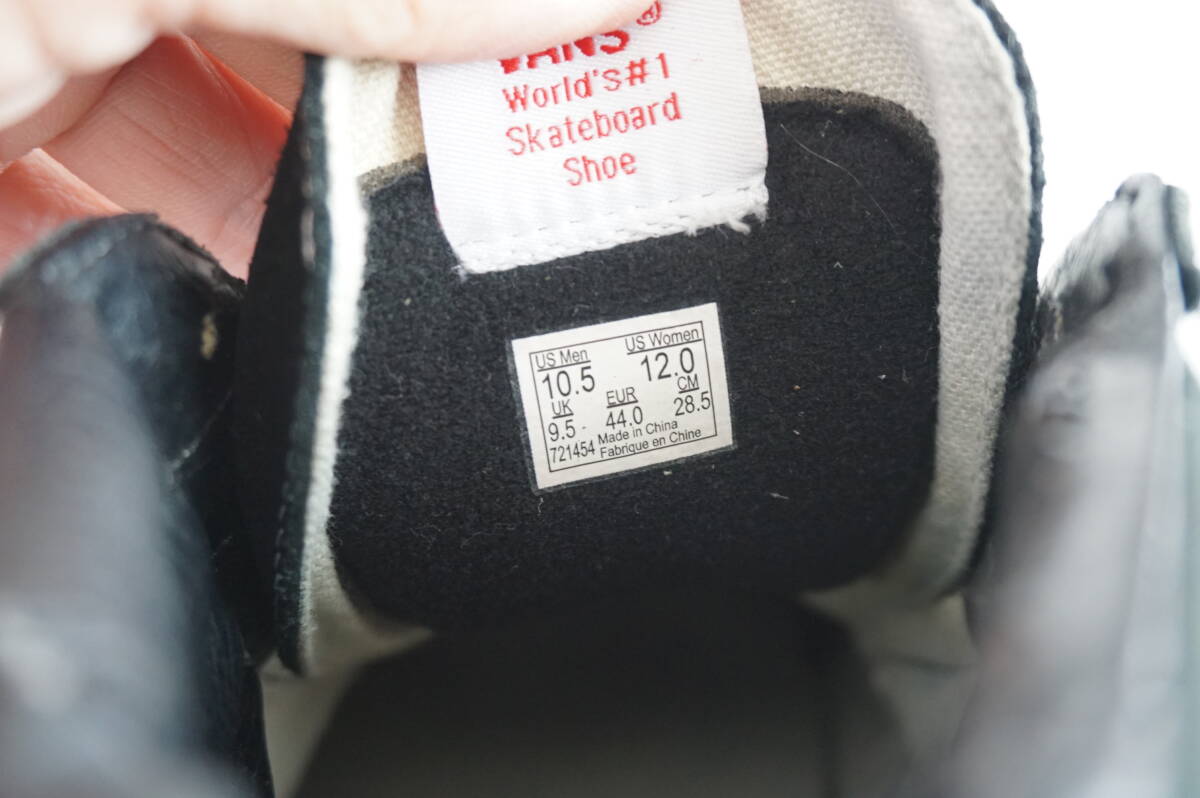 VANS®
World's #1
Skateboard
Shoe
US Men US Women
10.5 12.0
UK EUR CM
9.5 44.0 28.5
721454 Made in China
Fabrique en Chine